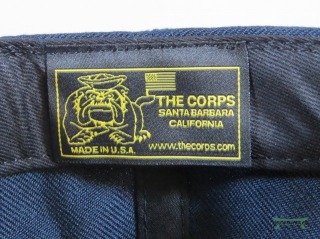 THE CORPS
SANTA BARBARA
CALIFORNIA
MADE IN U.S.A. www.thecorps.com